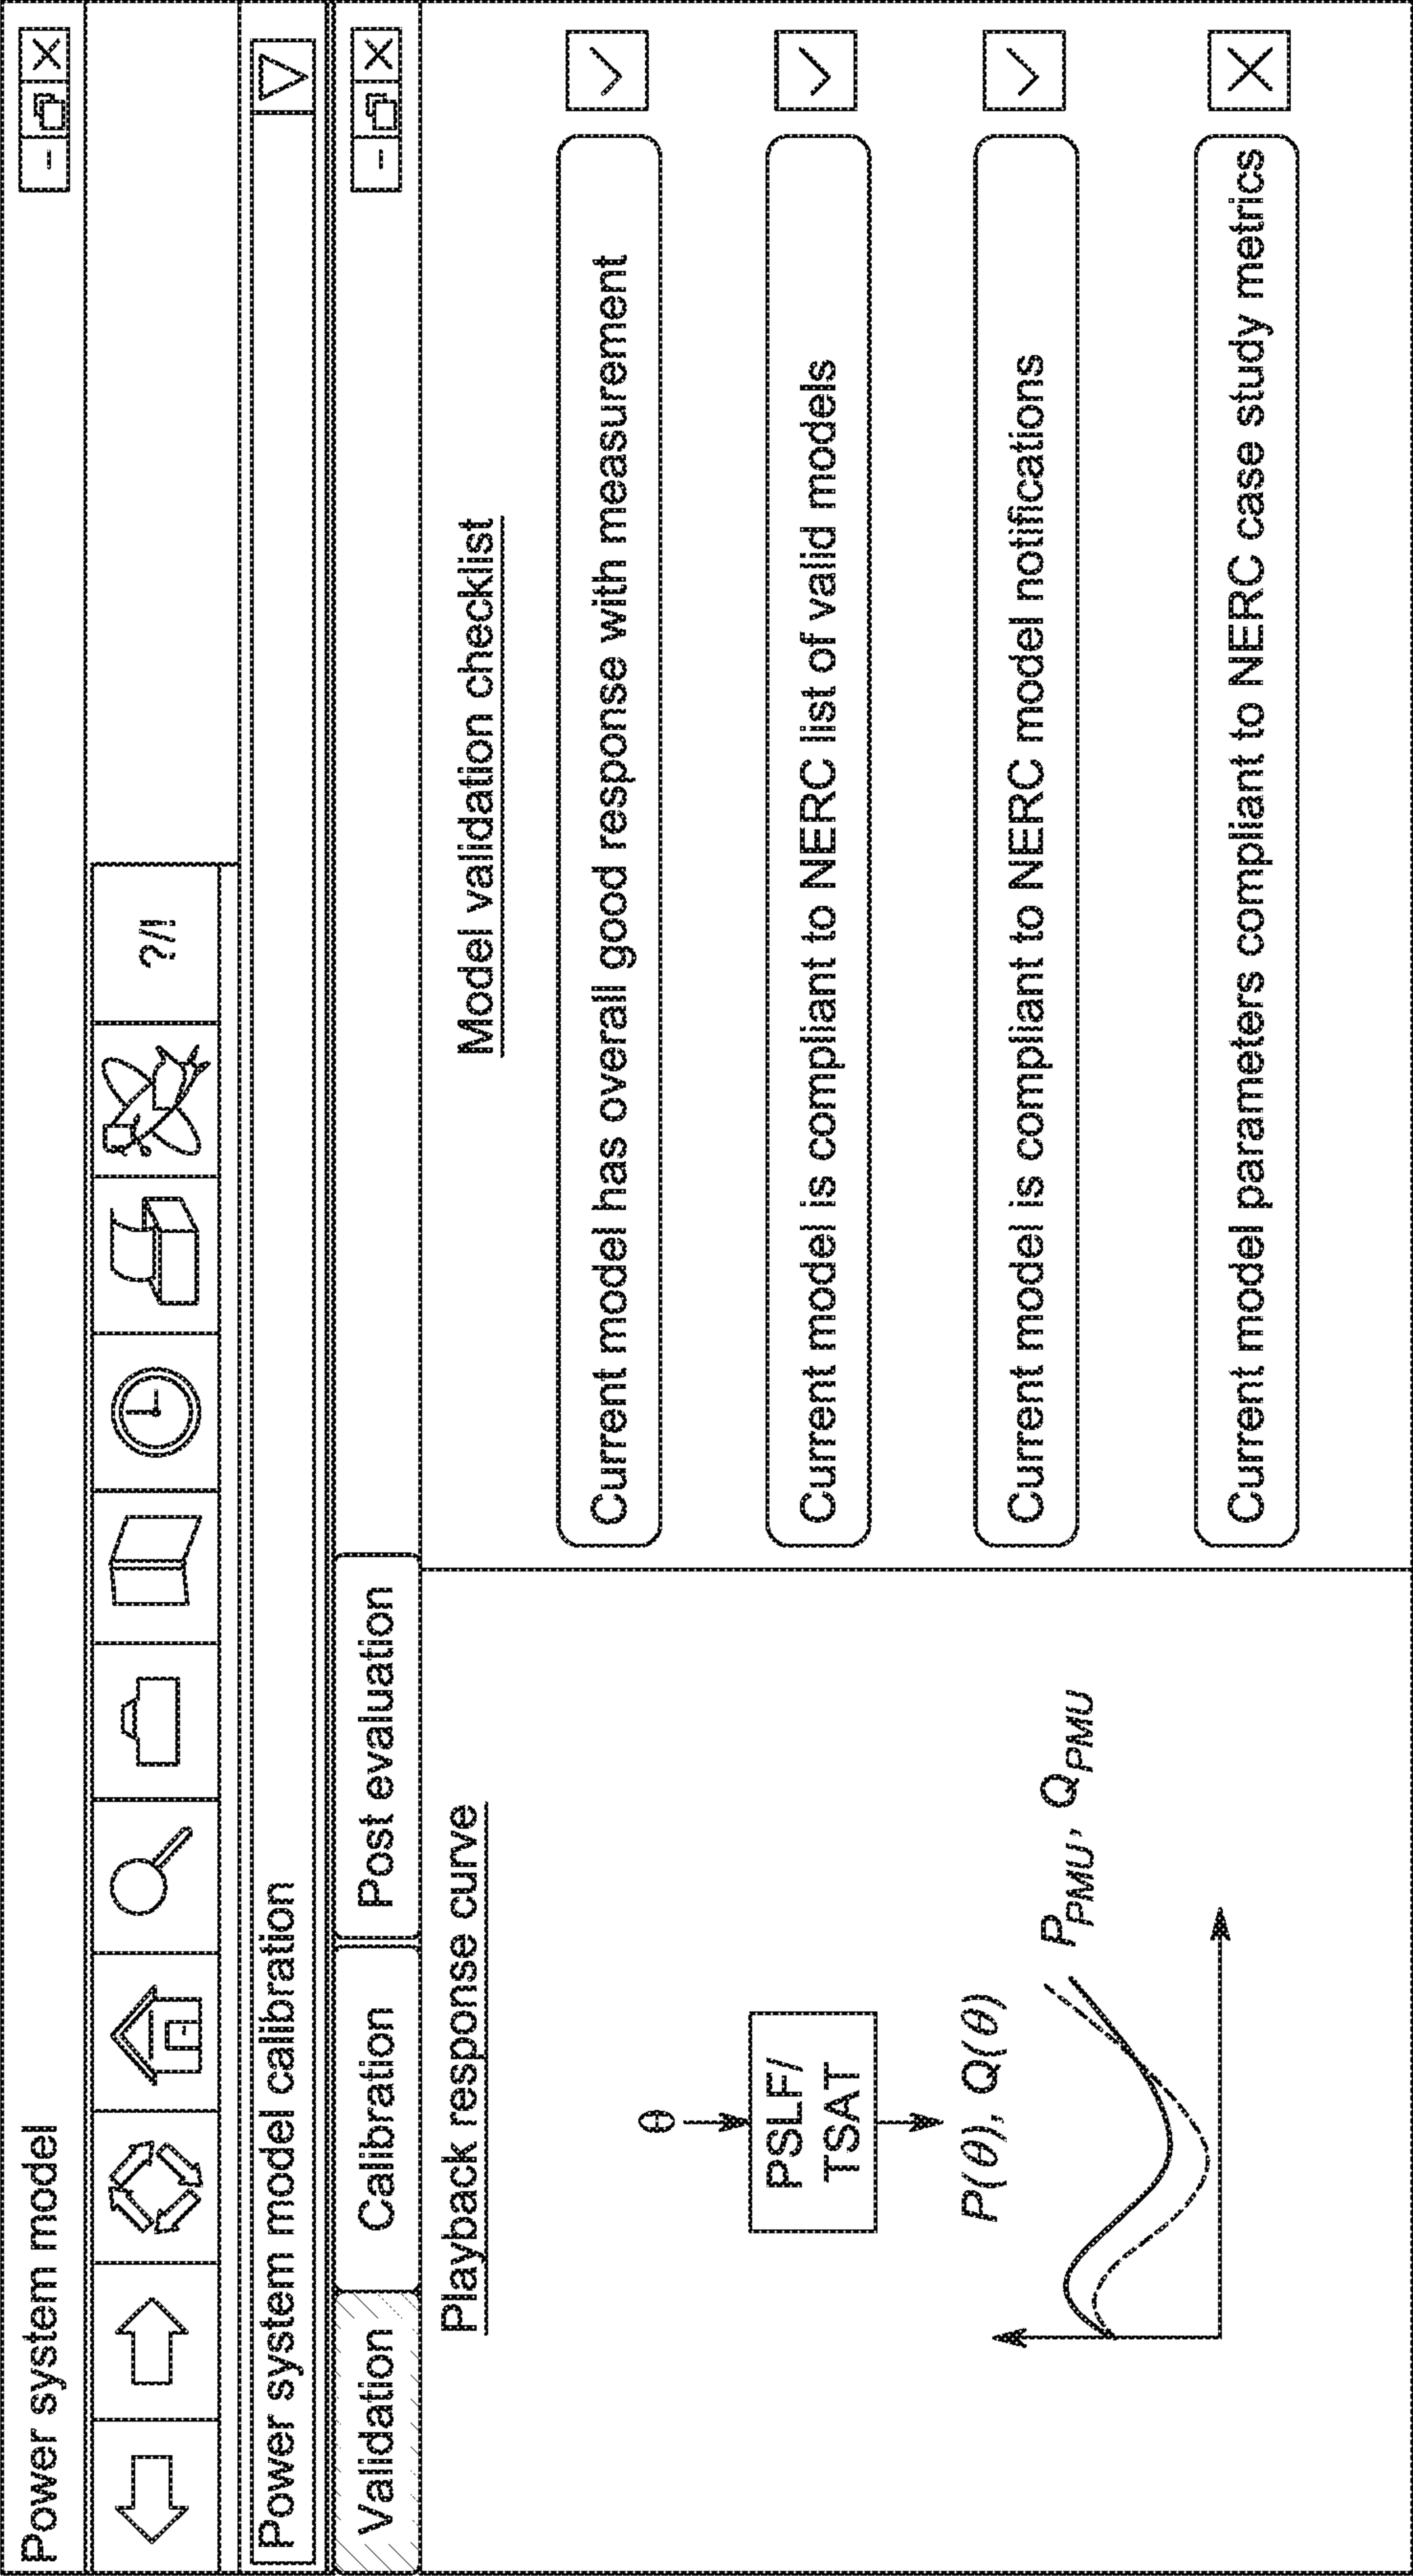 Power system model
?/!
Power system model calibration
Validation
Calibration
Post evaluation
Playback response curve
θ
PSLF/
TSAT
P(θ), Q(θ)
P_PMU, Q_PMU
Model validation checklist
Current model has overall good response with measurement
Current model is compliant to NERC list of valid models
Current model is compliant to NERC model notifications
Current model parameters compliant to NERC case study metrics